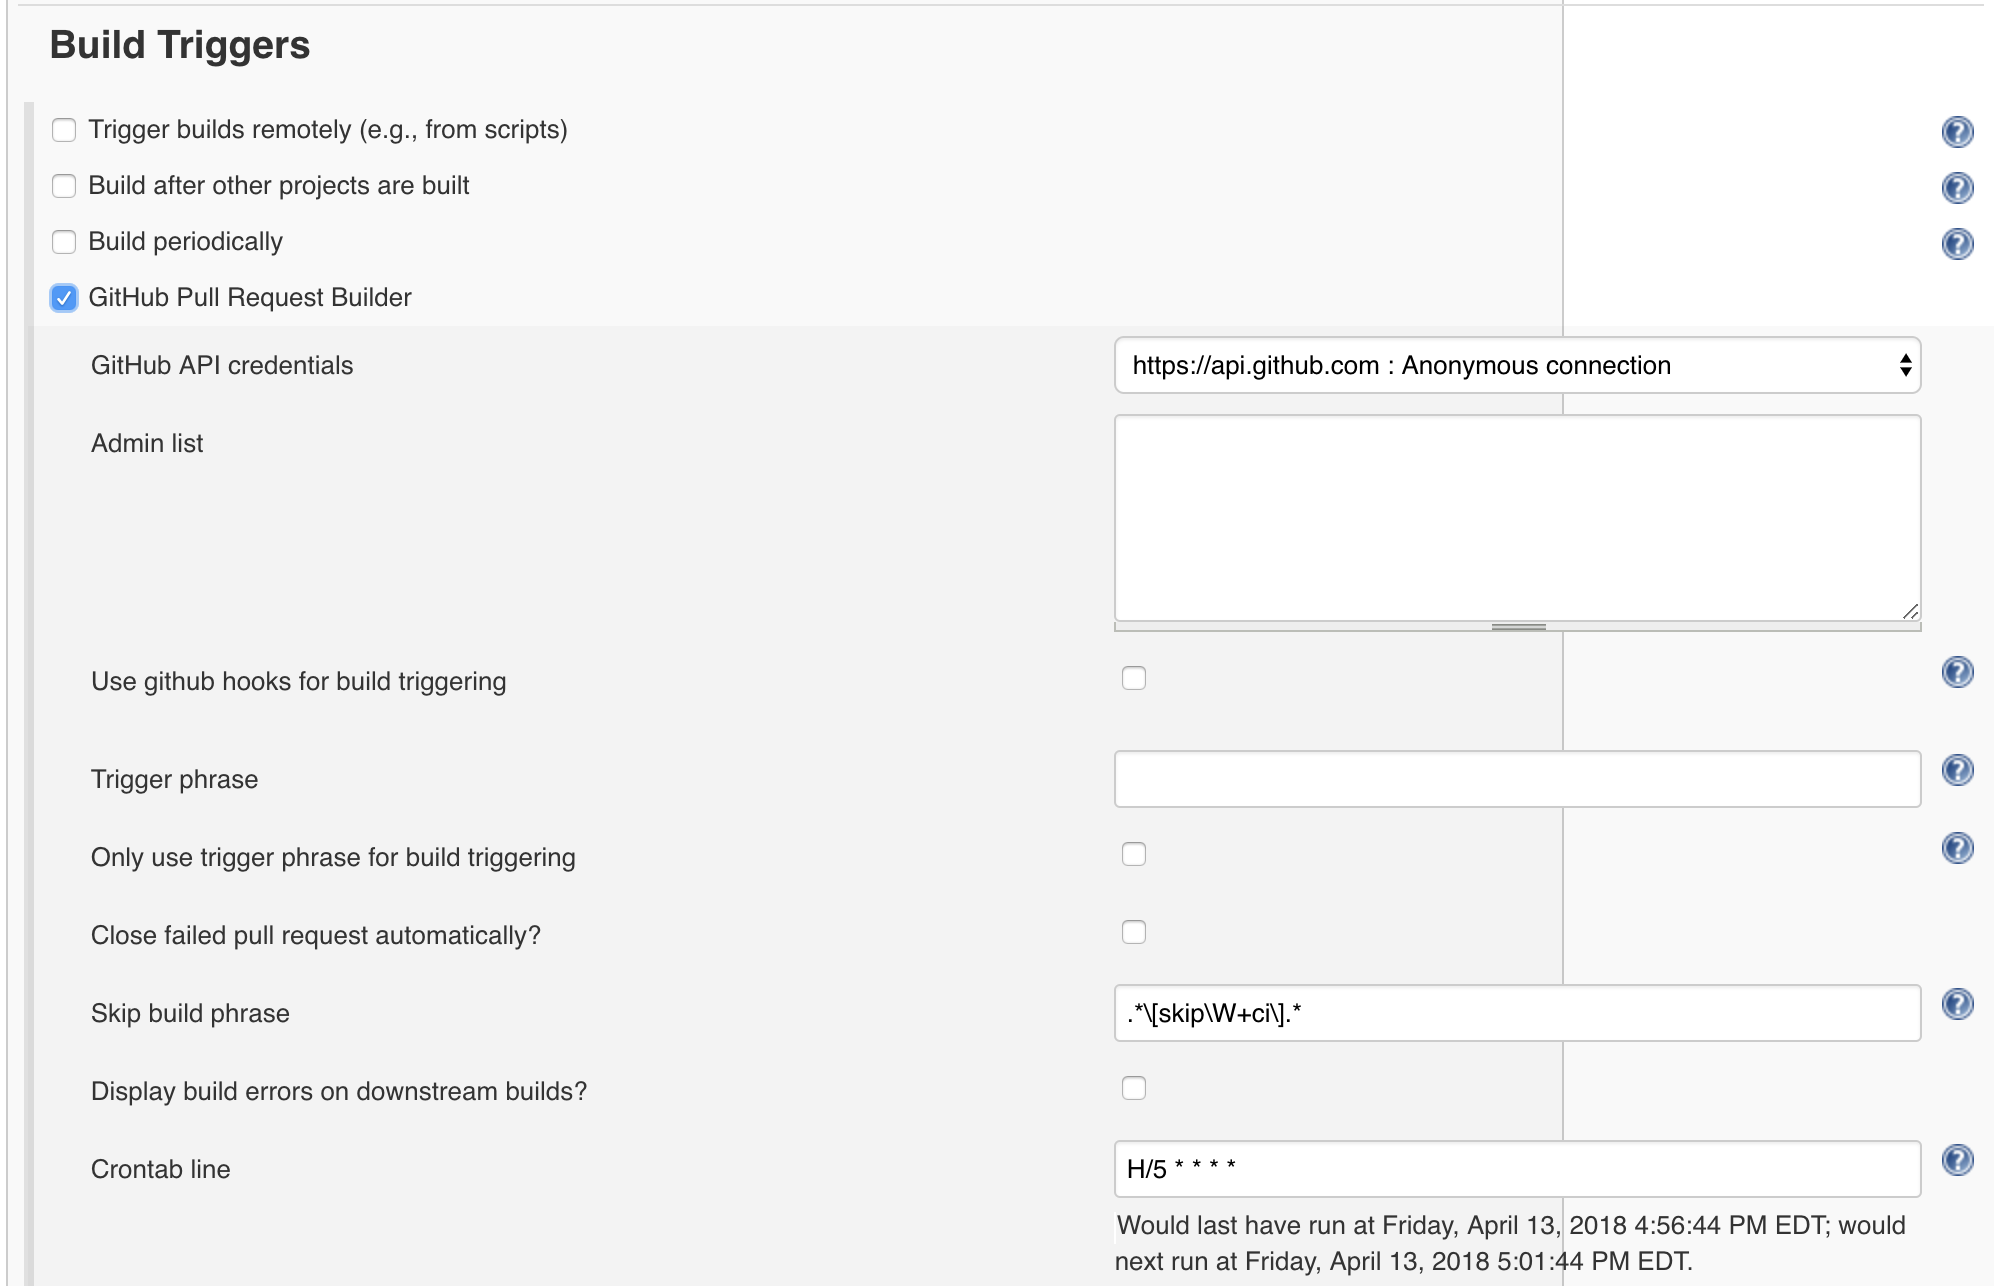 Build Triggers
Trigger builds remotely (e.g., from scripts)
Build after other projects are built
Build periodically
GitHub Pull Request Builder
GitHub API credentials
https://api.github.com : Anonymous connection
Admin list
Use github hooks for build triggering
Trigger phrase
Only use trigger phrase for build triggering
Close failed pull request automatically?
Skip build phrase
.*\[skip\W+ci\].*
Display build errors on downstream builds?
Crontab line
H/5 * * * *
Would last have run at Friday, April 13, 2018 4:56:44 PM EDT; would
next run at Friday, April 13, 2018 5:01:44 PM EDT.